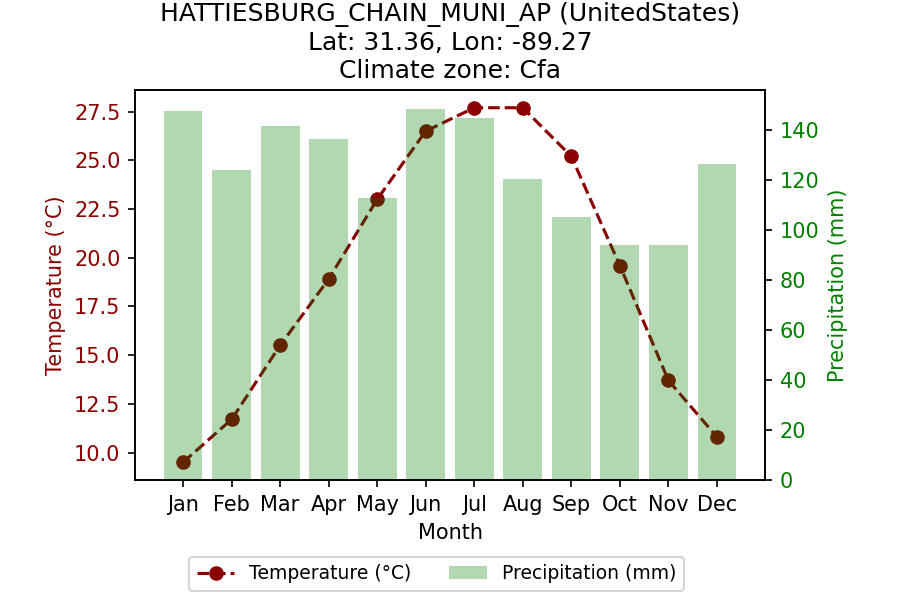 HATTIESBURG_CHAIN_MUNI_AP (UnitedStates)
Lat: 31.36, Lon: -89.27
Climate zone: Cfa
27.5
25.0
22.5
20.0
17.5
15.0
12.5
10.0
Temperature (°C)
140
120
100
80
60
40
20
0
Precipitation (mm)
Jan Feb Mar Apr May Jun Jul Aug Sep Oct Nov Dec
Month
Temperature (°C) Precipitation (mm)